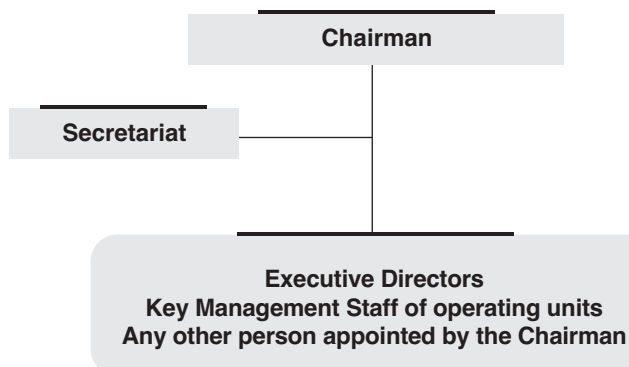 Chairman
Secretariat
Executive Directors
Key Management Staff of operating units
Any other person appointed by the Chairman